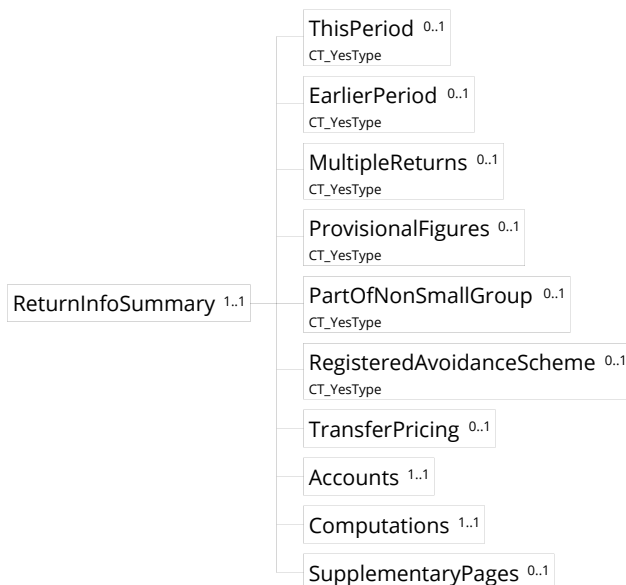 ThisPeriod 0..1
CT_YesType
EarlierPeriod 0..1
CT_YesType
MultipleReturns 0..1
CT_YesType
ProvisionalFigures 0..1
CT_YesType
ReturnInfoSummary 1..1
PartOfNonSmallGroup 0..1
CT_YesType
RegisteredAvoidanceScheme 0..1
CT_YesType
TransferPricing 0..1
Accounts 1..1
Computations 1..1
SupplementaryPages 0..1